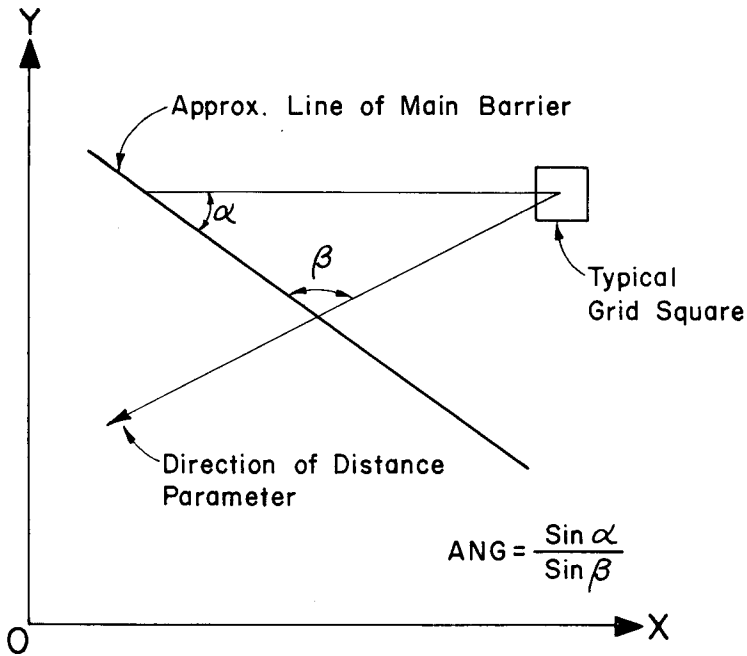 Y
Approx. Line of Main Barrier
α
β
Typical
Grid Square
Direction of Distance
Parameter
ANG = Sin α / Sin β
O
X